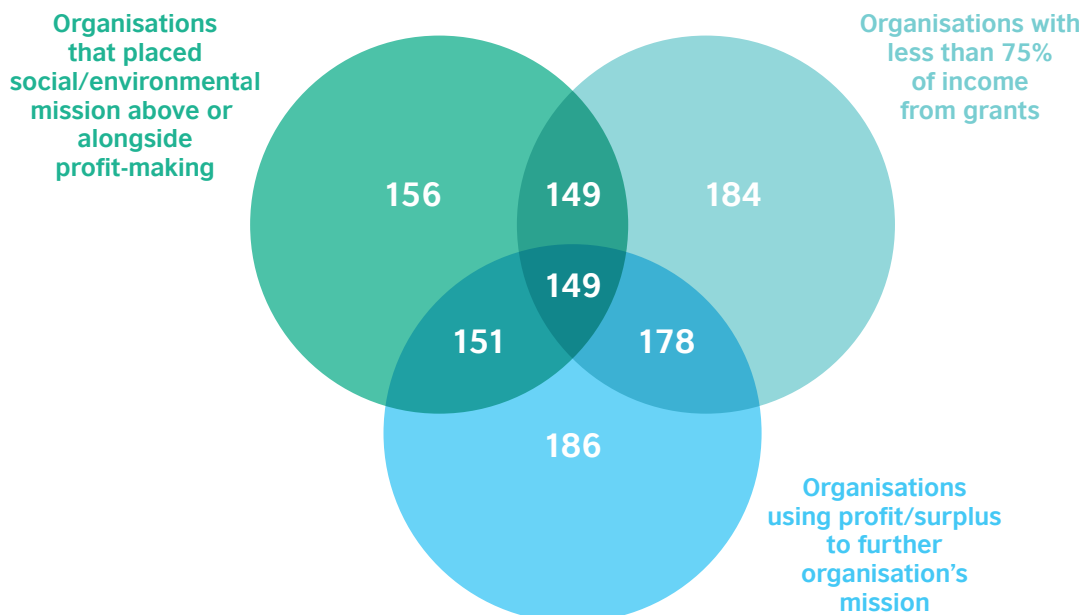 Organisations
that placed
social/environmental
mission above or
alongside
profit-making
Organisations with
less than 75%
of income
from grants
156
149
184
149
151
178
186
Organisations
using profit/surplus
to further
organisation’s
mission